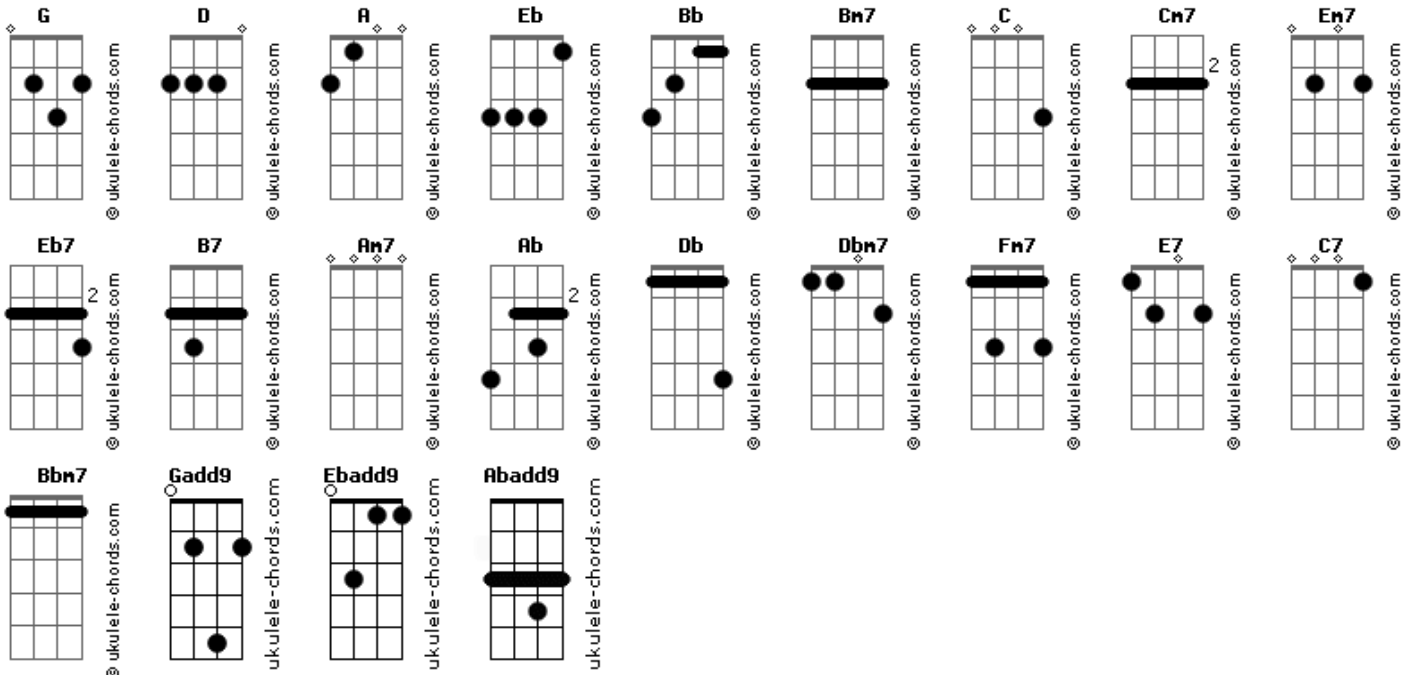 G D A Eb Bb Bm7 C Cm7 Em7
© ukulele-chords.com © ukulele-chords.com © ukulele-chords.com © ukulele-chords.com © ukulele-chords.com © ukulele-chords.com © ukulele-chords.com 2 © ukulele-chords.com © ukulele-chords.com
Eb7 B7 Am7 Ab Db Dbm7 Fm7 E7 C7
2 © ukulele-chords.com © ukulele-chords.com © ukulele-chords.com 2 © ukulele-chords.com © ukulele-chords.com © ukulele-chords.com © ukulele-chords.com © ukulele-chords.com © ukulele-chords.com
Bbm7 Gadd9 Ebadd9 Abadd9
© ukulele-chords.com ukulele-chords.com ukulele-chords.com ukulele-chords.com